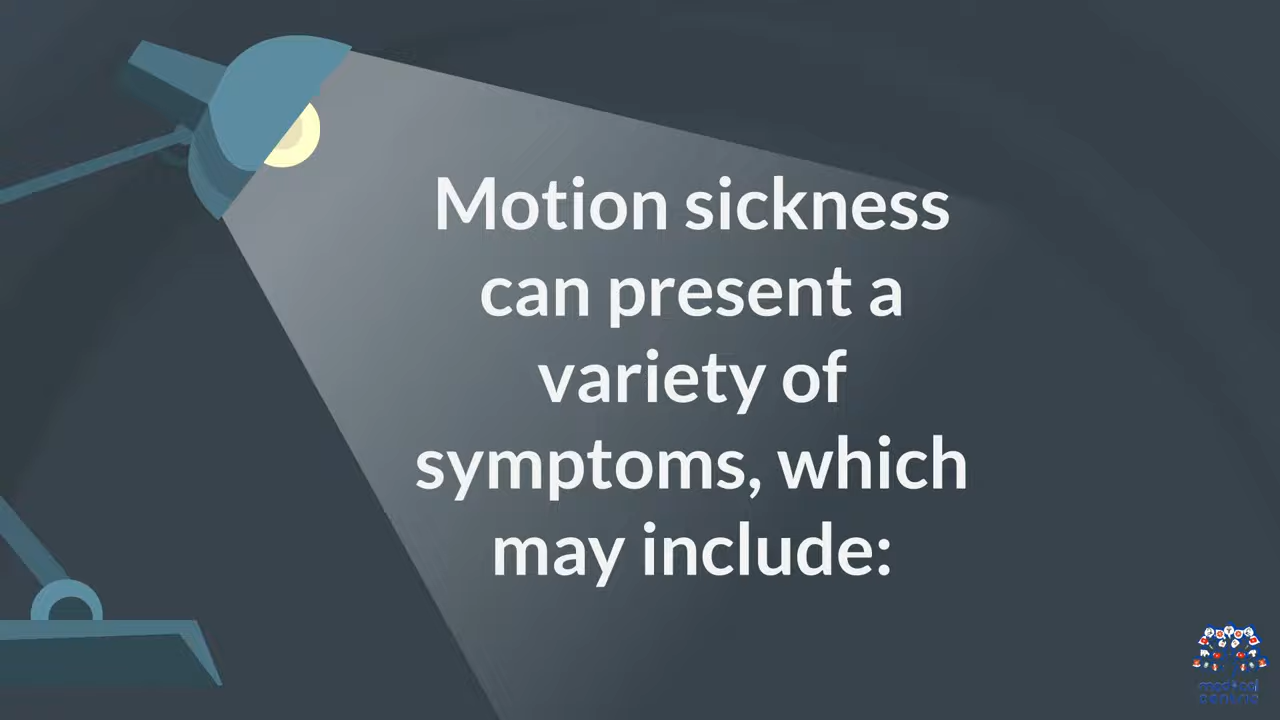 Motion sickness
can present a
variety of
symptoms, which
may include: